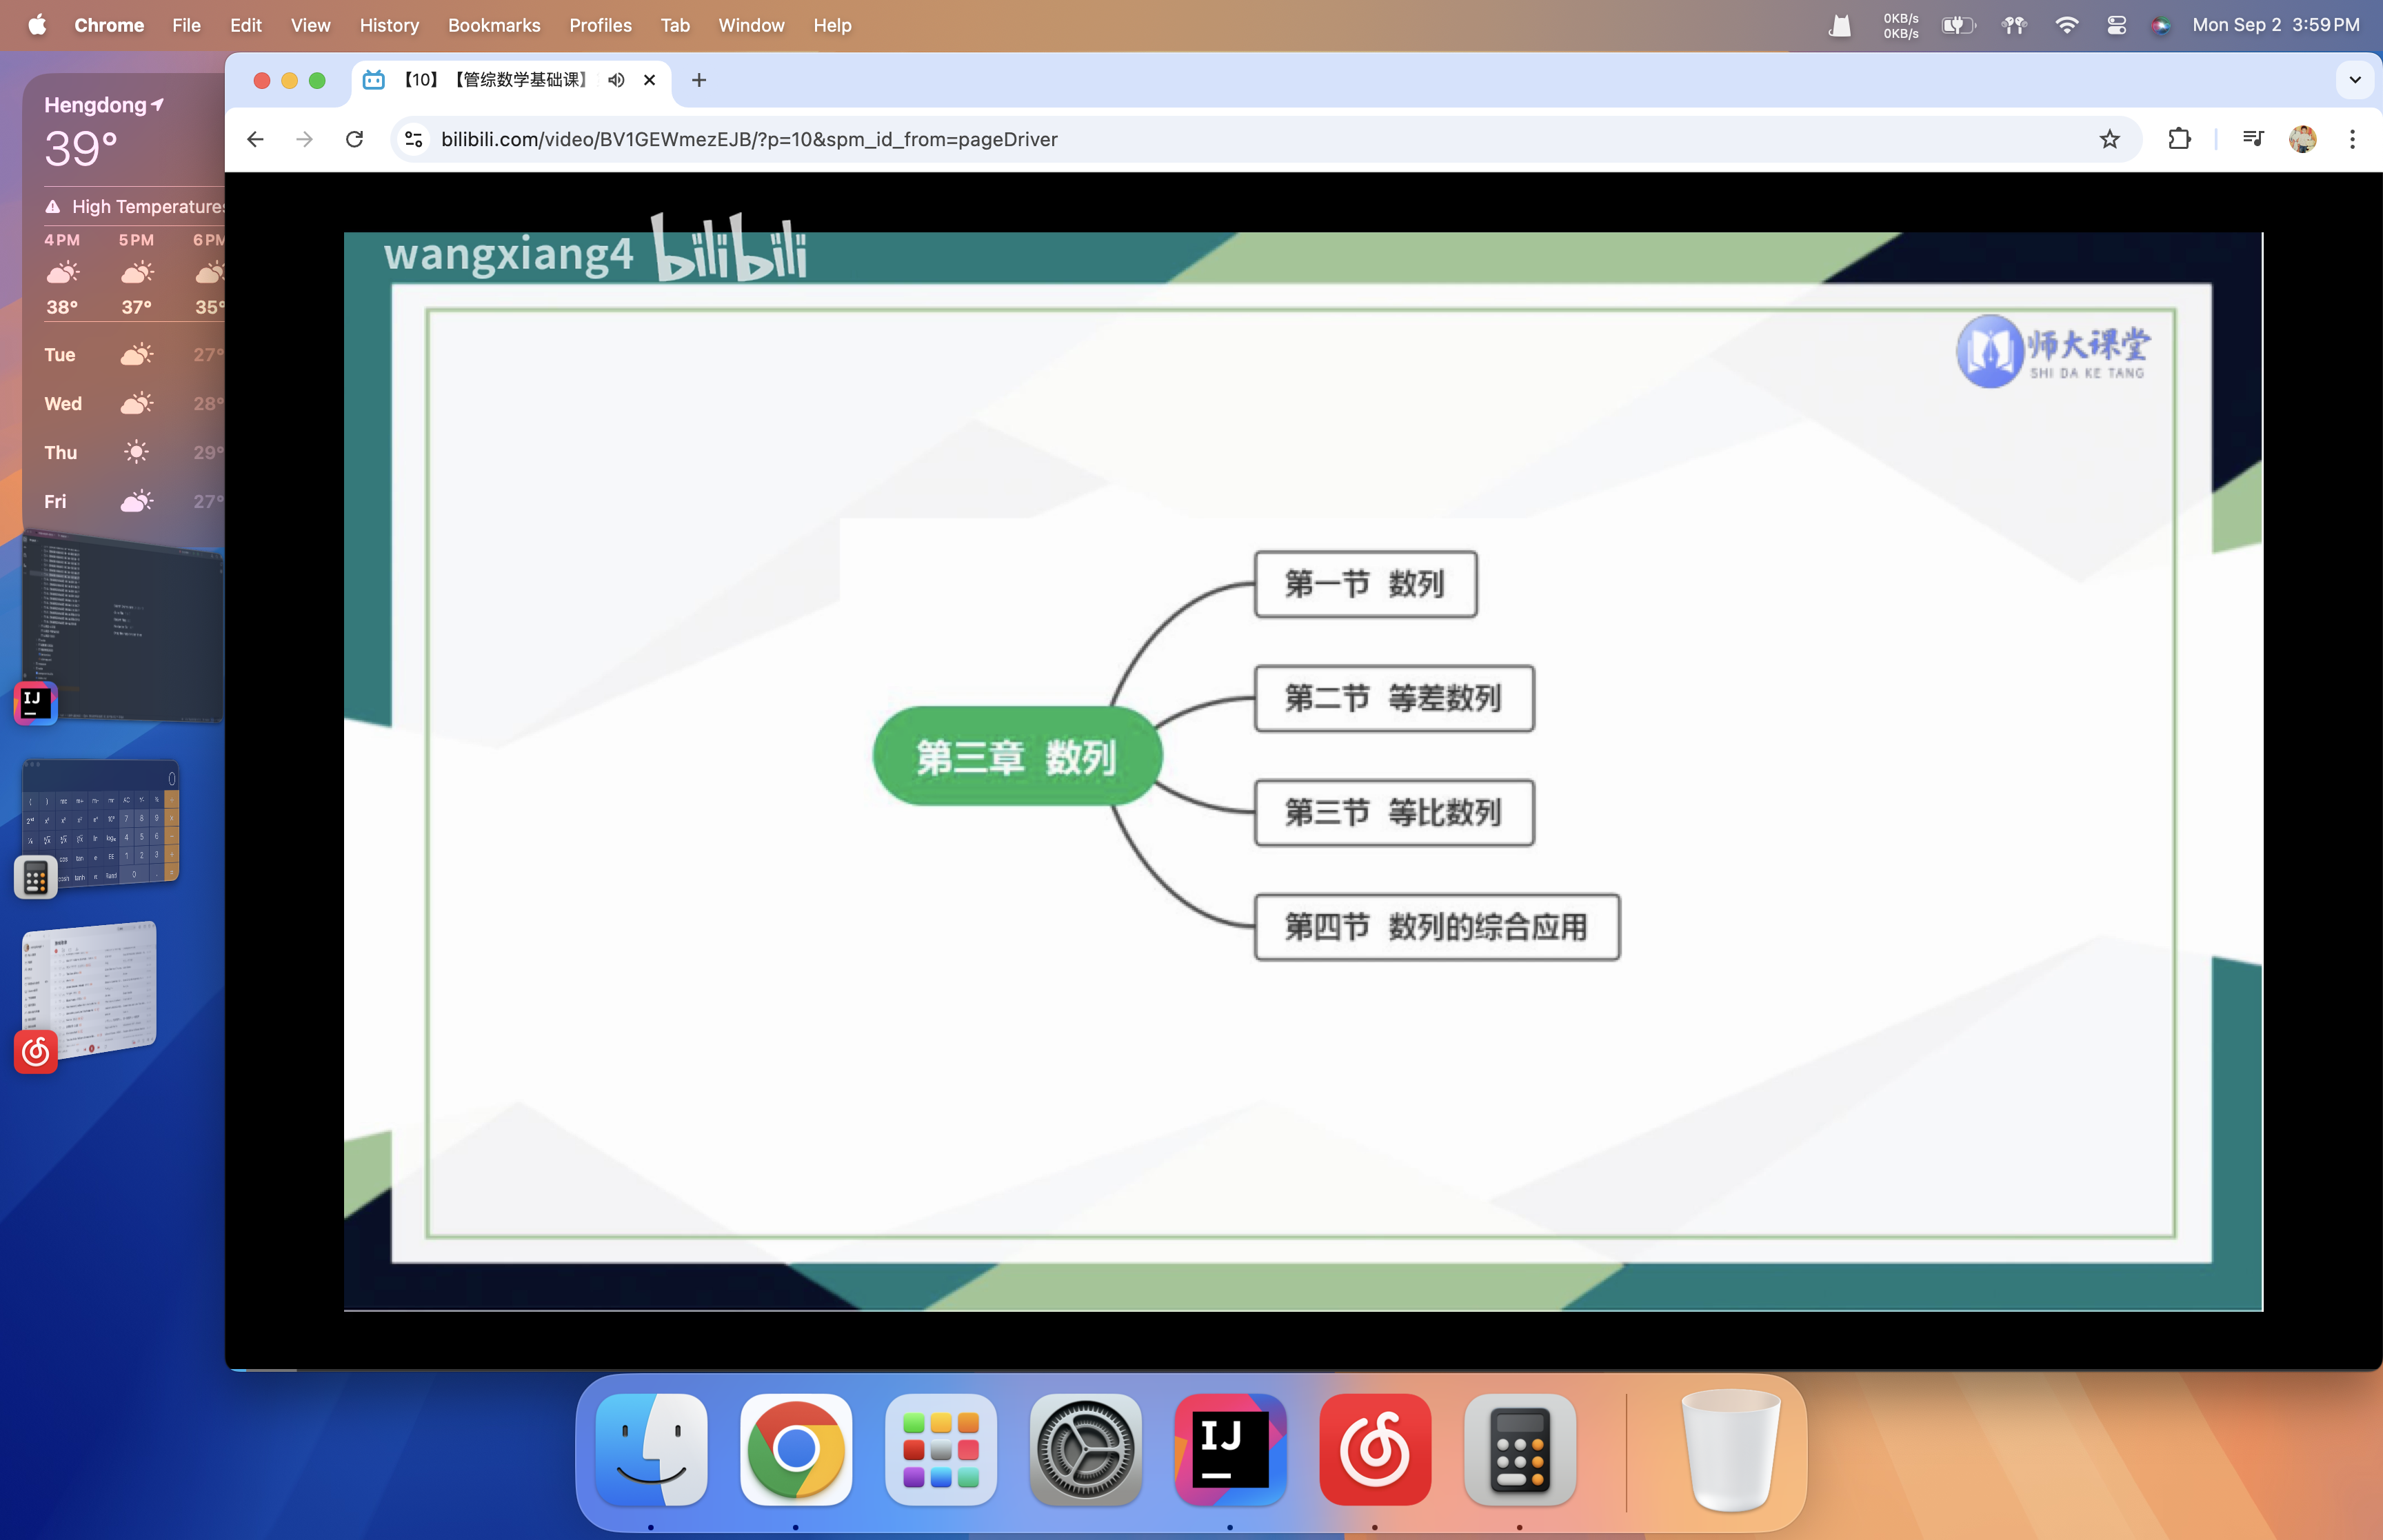 Chrome File Edit View History Bookmarks Profiles Tab Window Help
0KB/s
0KB/s
Mon Sep 2 3:59 PM
Hengdong
39°
High Temperatures
4 PM 5 PM 6 PM
38° 37° 35°
Tue 27°
Wed 28°
Thu 29°
Fri 27°
【10】【管综数学基础课】
bilibili.com/video/BV1GEWmezEJB/?p=10&spm_id_from=pageDriver
wangxiang4 bilibili
师大课堂
SHI DA KE TANG
第三章 数列
第一节 数列
第二节 等差数列
第三节 等比数列
第四节 数列的综合应用
IJ
IJ